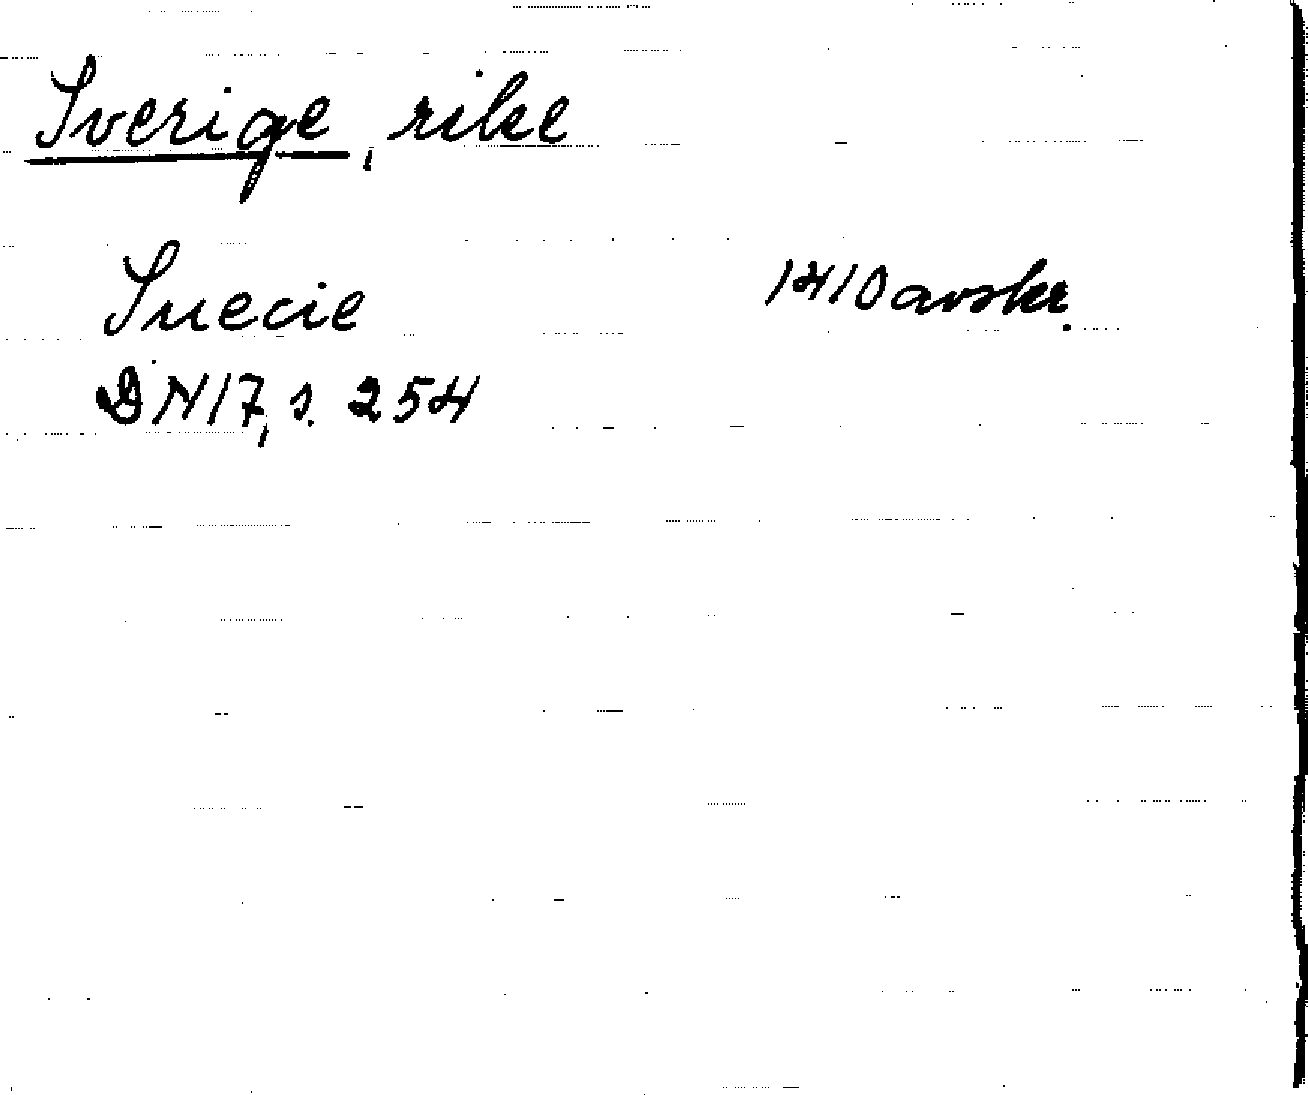 Sverige, rike
Suecie 1410 avskr.
DN 17, s. 254